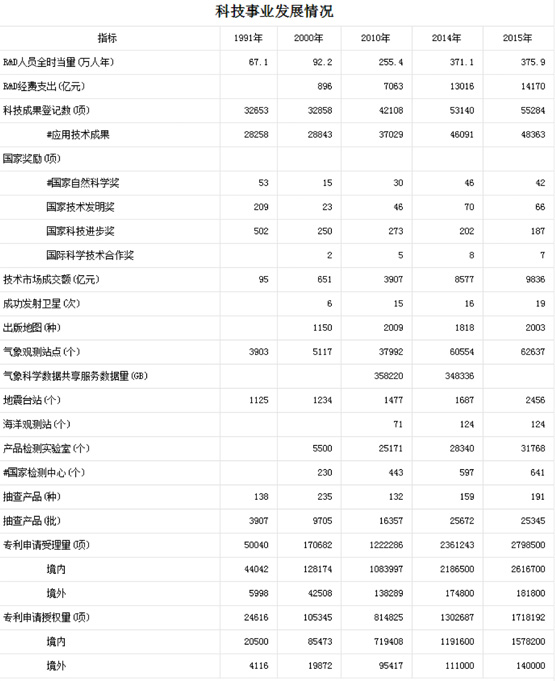 科技事业发展情况
指标 1991年 2000年 2010年 2014年 2015年
R&D人员全时当量(万人年) 67.1 92.2 255.4 371.1 375.9
R&D经费支出(亿元) 896 7063 13016 14170
科技成果登记数(项) 32653 32858 42108 53140 55284
#应用技术成果 28258 28843 37029 46091 48363
国家奖励(项)
#国家自然科学奖 53 15 30 46 42
国家技术发明奖 209 23 46 70 66
国家科技进步奖 502 250 273 202 187
国际科学技术合作奖 2 5 8 7
技术市场成交额(亿元) 95 651 3907 8577 9836
成功发射卫星(次) 6 15 16 19
出版地图(种) 1150 2009 1818 2003
气象观测站点(个) 3903 5117 37992 60554 62637
气象科学数据共享服务数据量(GB) 358220 348336
地震台站(个) 1125 1234 1477 1687 2456
海洋观测站(个) 71 124 124
产品检测实验室(个) 5500 25171 28340 31768
#国家检测中心(个) 230 443 597 641
抽查产品(种) 138 235 132 159 191
抽查产品(批) 3907 9705 16357 25672 25345
专利申请受理量(项) 50040 170682 1222286 2361243 2798500
境内 44042 128174 1083997 2186500 2616700
境外 5998 42508 138289 174800 181800
专利申请授权量(项) 24616 105345 814825 1302687 1718192
境内 20500 85473 719408 1191600 1578200
境外 4116 19872 95417 111000 140000